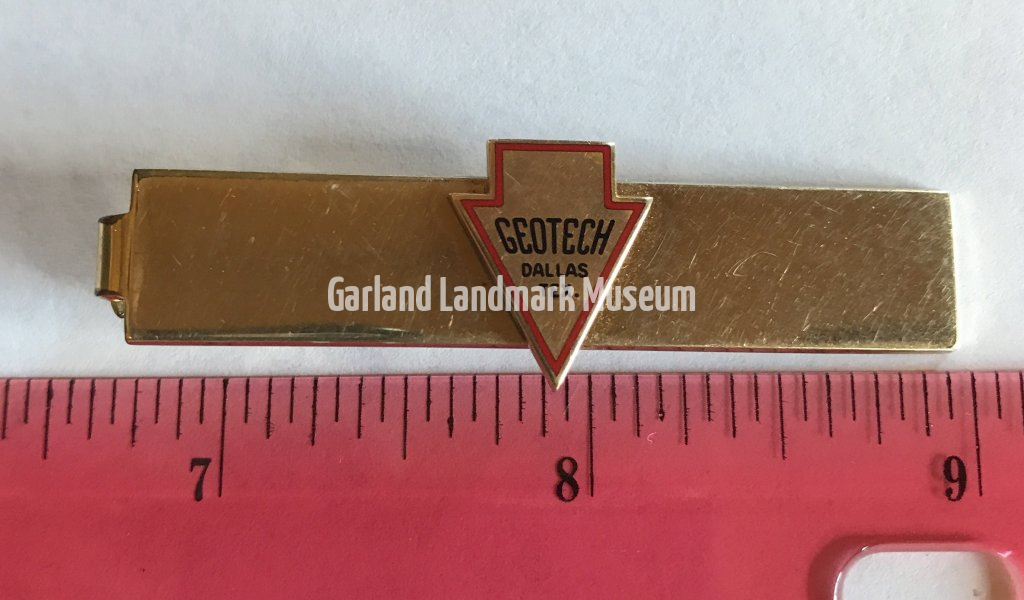 GEOTECH
DALLAS
Garland Landmark Museum
7 8 9